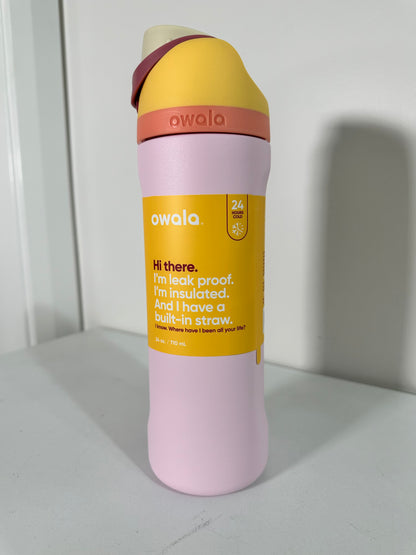 owala
owala
24
HOURS
COLD
Hi there.
I'm leak proof.
I'm insulated.
And I have a
built-in straw.
I know. Where have I been all your life?
24 oz. / 710 mL